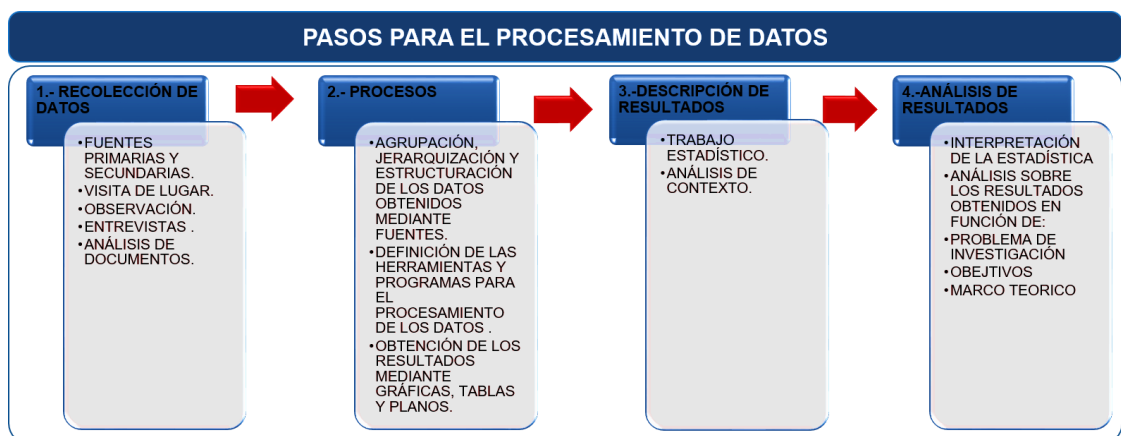 PASOS PARA EL PROCESAMIENTO DE DATOS
1.- RECOLECCIÓN DE
DATOS
•FUENTES
PRIMARIAS Y
SECUNDARIAS.
•VISITA DE LUGAR.
•OBSERVACIÓN.
•ENTREVISTAS .
•ANÁLISIS DE
DOCUMENTOS.
2.- PROCESOS
•AGRUPACIÓN,
JERARQUIZACIÓN Y
ESTRUCTURACIÓN
DE LOS DATOS
OBTENIDOS
MEDIANTE
FUENTES.
•DEFINICIÓN DE LAS
HERRAMIENTAS Y
PROGRAMAS PARA
EL
PROCESAMIENTO
DE LOS DATOS .
•OBTENCIÓN DE LOS
RESULTADOS
MEDIANTE
GRÁFICAS, TABLAS
Y PLANOS.
3.-DESCRIPCIÓN DE
RESULTADOS
•TRABAJO
ESTADÍSTICO.
•ANÁLISIS DE
CONTEXTO.
4.-ANÁLISIS DE
RESULTADOS
•INTERPRETACIÓN
DE LA ESTADÍSTICA
•ANÁLISIS SOBRE
LOS RESULTADOS
OBTENIDOS EN
FUNCIÓN DE:
•PROBLEMA DE
INVESTIGACIÓN
•OBEJTIVOS
•MARCO TEORICO